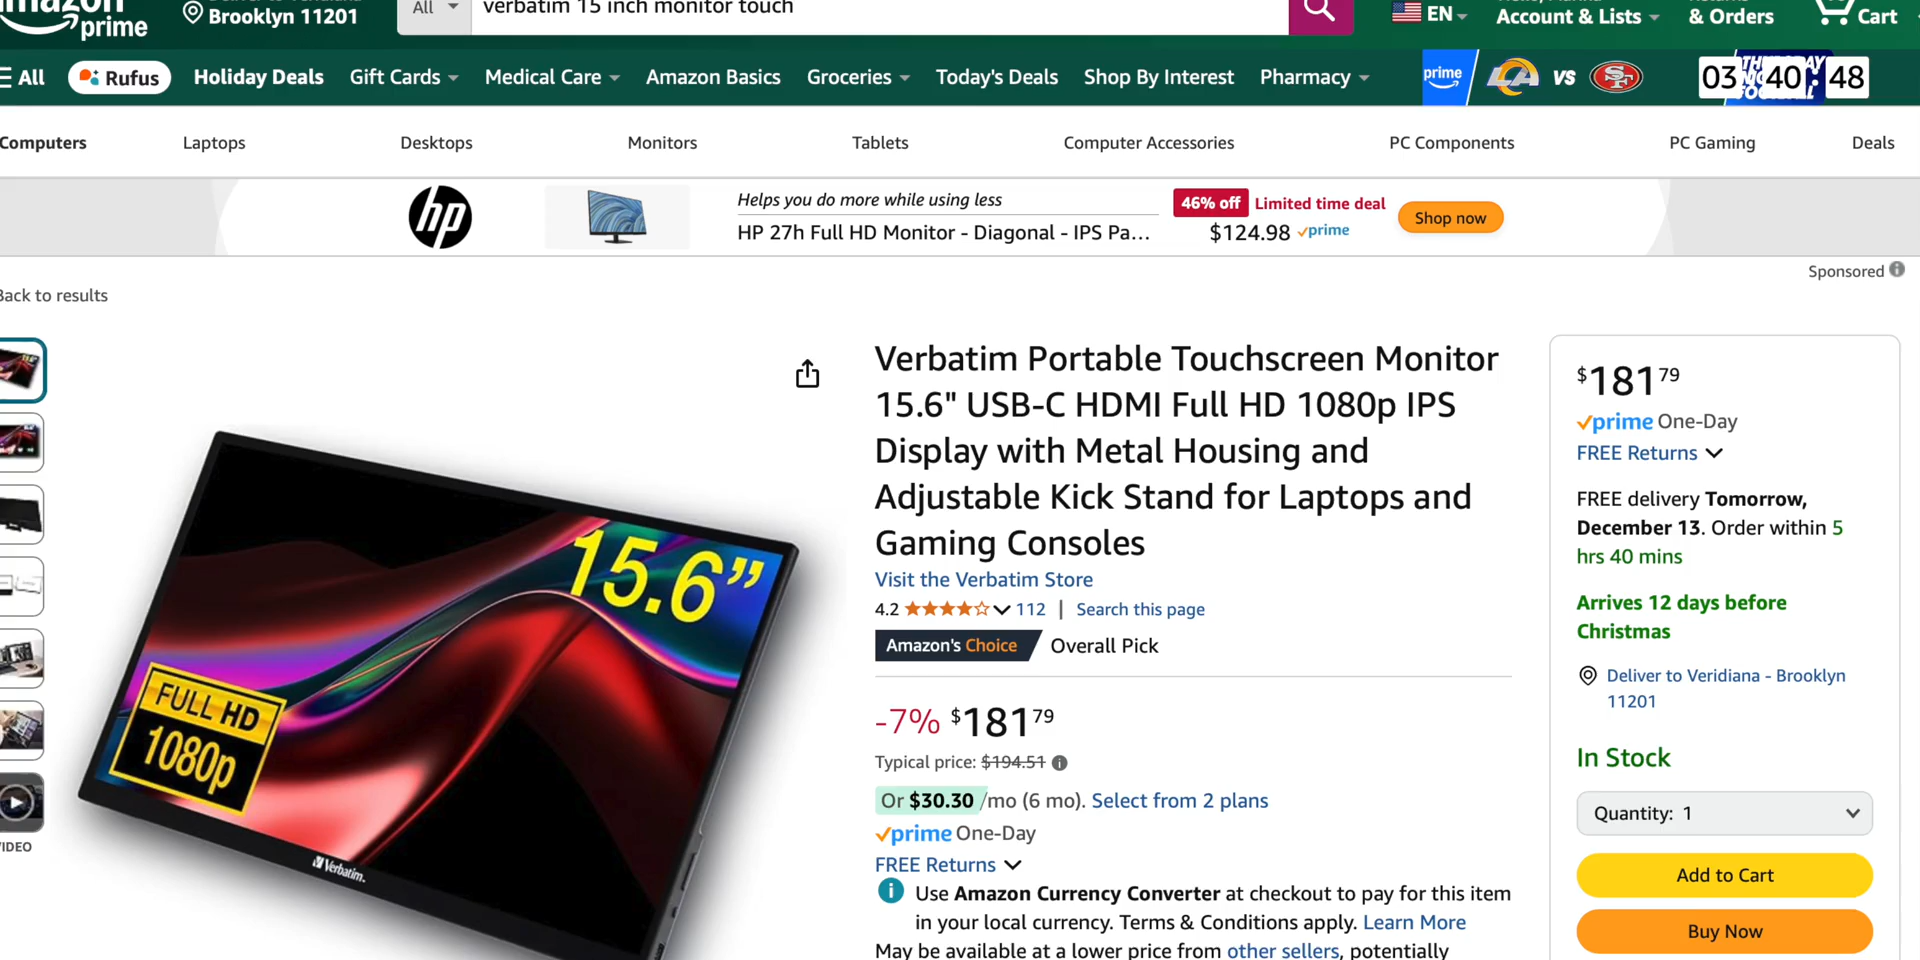 amazon
prime
Brooklyn 11201
All
verbatim 15 inch monitor touch
EN
Account & Lists
& Orders
Cart
All
Rufus
Holiday Deals
Gift Cards
Medical Care
Amazon Basics
Groceries
Today's Deals
Shop By Interest
Pharmacy
prime
VS
SF
03 : 40 : 48
Computers
Laptops
Desktops
Monitors
Tablets
Computer Accessories
PC Components
PC Gaming
Deals
hp
Helps you do more while using less
HP 27h Full HD Monitor - Diagonal - IPS Pa...
46% off Limited time deal
$124.98 prime
Shop now
Sponsored
Back to results
15.6”
FULL HD
1080p
Verbatim.
VIDEO
Verbatim Portable Touchscreen Monitor
15.6" USB-C HDMI Full HD 1080p IPS
Display with Metal Housing and
Adjustable Kick Stand for Laptops and
Gaming Consoles
Visit the Verbatim Store
4.2 112 | Search this page
Amazon's Choice Overall Pick
-7% $181 79
Typical price: $194.51
Or $30.30 /mo (6 mo). Select from 2 plans
prime One-Day
FREE Returns
Use Amazon Currency Converter at checkout to pay for this item
in your local currency. Terms & Conditions apply. Learn More
May be available at a lower price from other sellers, potentially
$181 79
prime One-Day
FREE Returns
FREE delivery Tomorrow,
December 13. Order within 5
hrs 40 mins
Arrives 12 days before
Christmas
Deliver to Veridiana - Brooklyn
11201
In Stock
Quantity: 1
Add to Cart
Buy Now